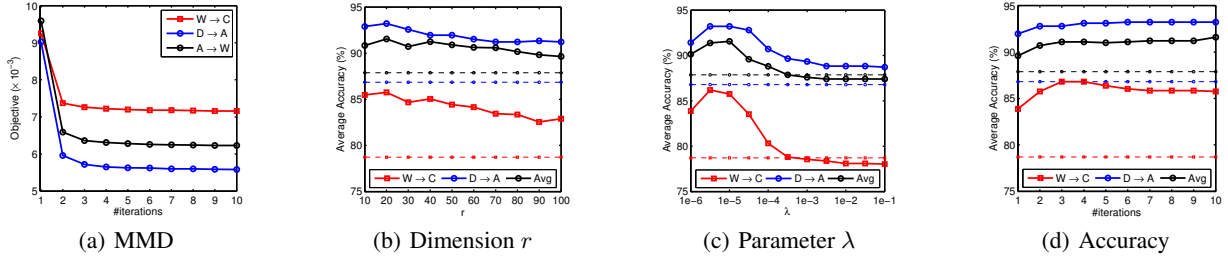 10
9
8
7
6
5
1 2 3 4 5 6 7 8 9 10
#iterations
Objective (× 10⁻³)
W → C
D → A
A → W
(a) MMD
95
90
85
80
75
10 20 30 40 50 60 70 80 90 100
r
Average Accuracy (%)
W → C D → A Avg
(b) Dimension r
95
90
85
80
75
1e−6 1e−5 1e−4 1e−3 1e−2 1e−1
λ
Average Accuracy (%)
W → C D → A Avg
(c) Parameter λ
95
90
85
80
75
1 2 3 4 5 6 7 8 9 10
#iterations
Average Accuracy (%)
W → C D → A Avg
(d) Accuracy